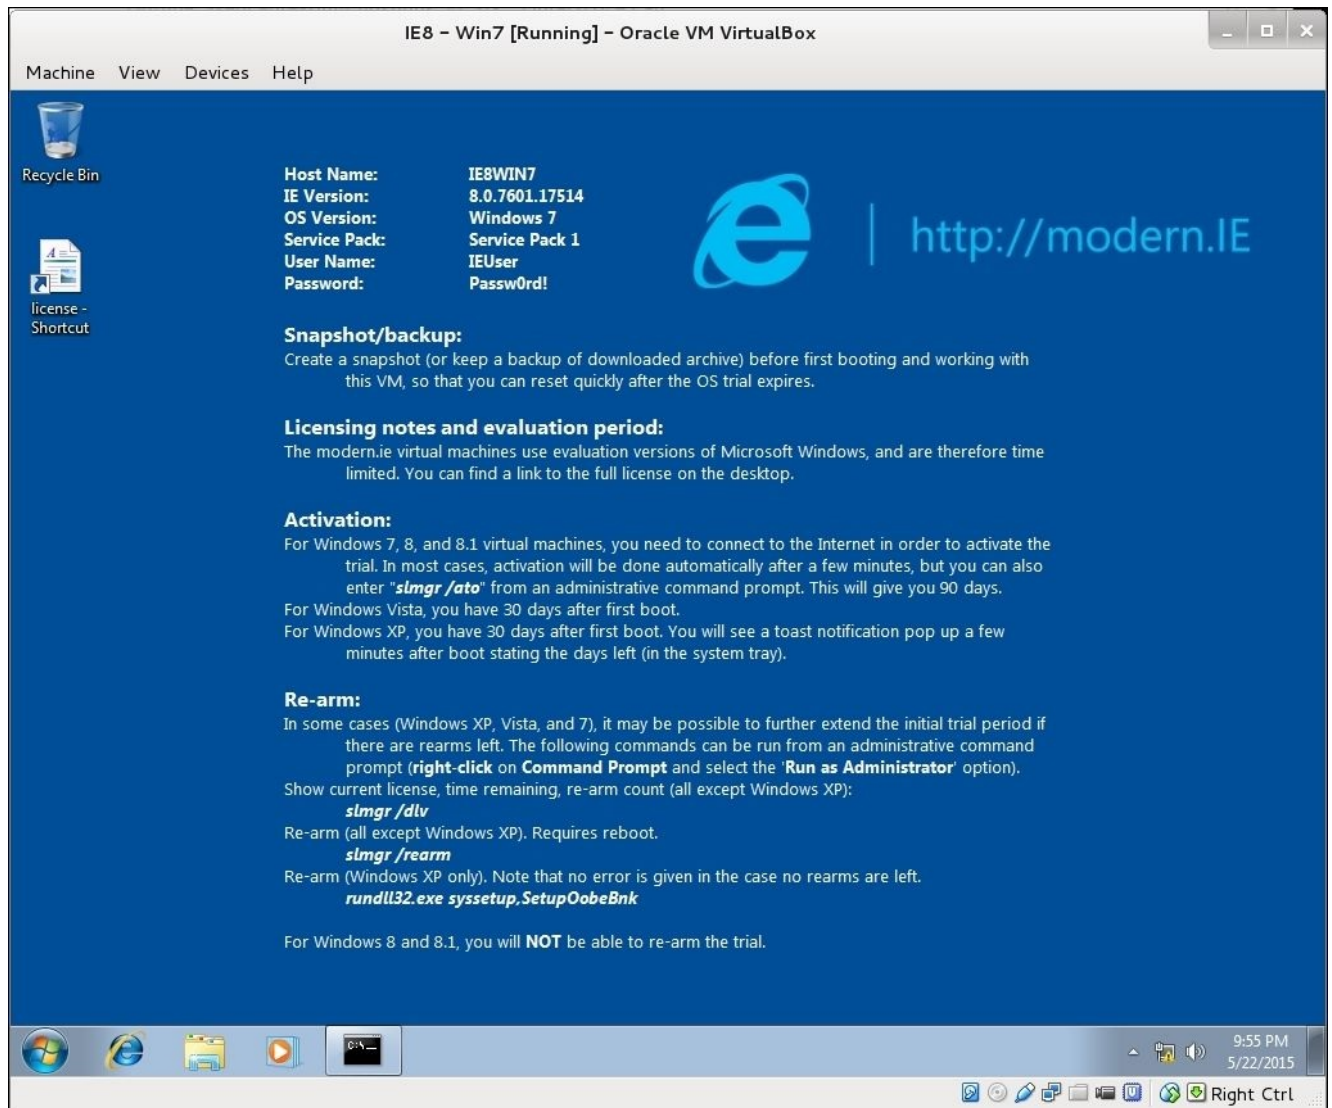 IE8 - Win7 [Running] - Oracle VM VirtualBox
Machine View Devices Help
Recycle Bin
license -
Shortcut
Host Name: IE8WIN7
IE Version: 8.0.7601.17514
OS Version: Windows 7
Service Pack: Service Pack 1
User Name: IEUser
Password: Passw0rd!
http://modern.IE
Snapshot/backup:
Create a snapshot (or keep a backup of downloaded archive) before first booting and working with
this VM, so that you can reset quickly after the OS trial expires.
Licensing notes and evaluation period:
The modern.ie virtual machines use evaluation versions of Microsoft Windows, and are therefore time
limited. You can find a link to the full license on the desktop.
Activation:
For Windows 7, 8, and 8.1 virtual machines, you need to connect to the Internet in order to activate the
trial. In most cases, activation will be done automatically after a few minutes, but you can also
enter "slmgr /ato" from an administrative command prompt. This will give you 90 days.
For Windows Vista, you have 30 days after first boot.
For Windows XP, you have 30 days after first boot. You will see a toast notification pop up a few
minutes after boot stating the days left (in the system tray).
Re-arm:
In some cases (Windows XP, Vista, and 7), it may be possible to further extend the initial trial period if
there are rearms left. The following commands can be run from an administrative command
prompt (right-click on Command Prompt and select the 'Run as Administrator' option).
Show current license, time remaining, re-arm count (all except Windows XP):
slmgr /dlv
Re-arm (all except Windows XP). Requires reboot.
slmgr /rearm
Re-arm (Windows XP only). Note that no error is given in the case no rearms are left.
rundll32.exe syssetup,SetupOobeBnk
For Windows 8 and 8.1, you will NOT be able to re-arm the trial.
C:\
9:55 PM
5/22/2015
Right Ctrl